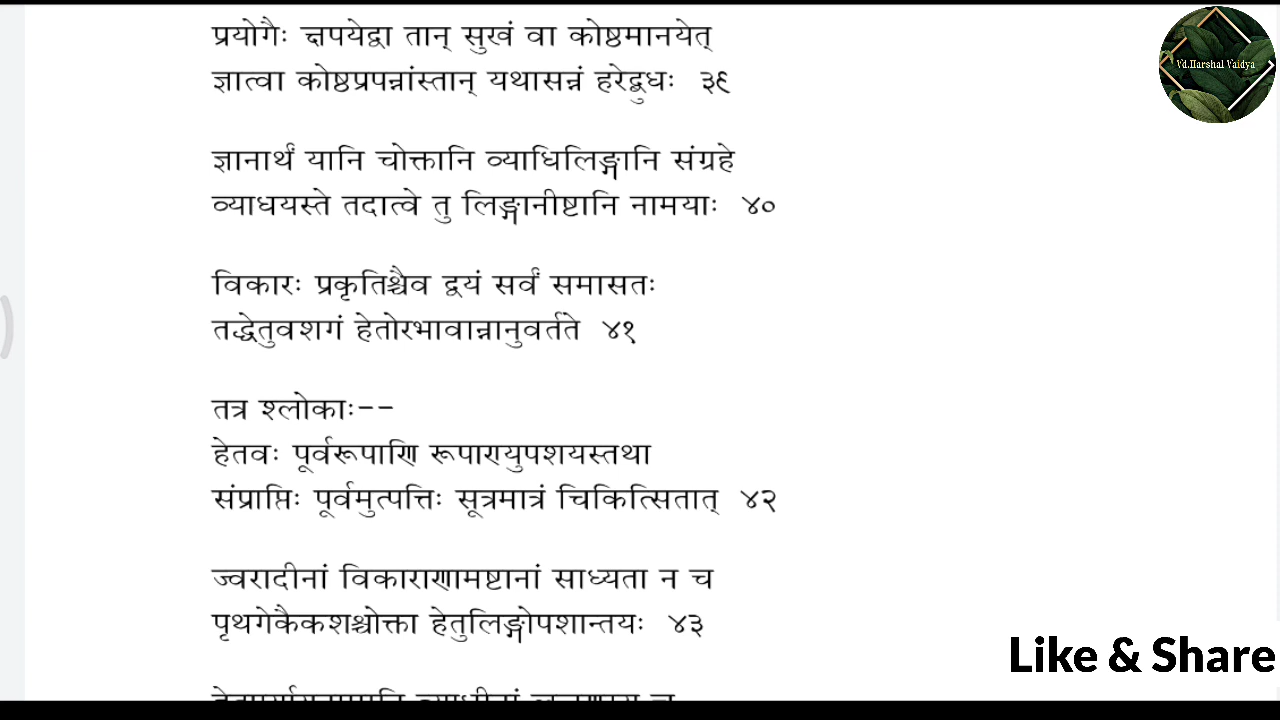 प्रयोगैः क्षपयेद्वा तान् सुखं वा कोष्ठमानयेत्
ज्ञात्वा कोष्ठप्रपन्नांस्तान् यथासन्नं हरेद्बुधः ३९
ज्ञानार्थं यानि चोक्तानि व्याधिलिङ्गानि संग्रहे
व्याधयस्ते तदात्वे तु लिङ्गानीष्टानि नामयाः ४०
विकारः प्रकृतिश्चैव द्वयं सर्वं समासतः
तद्धेतुवशगं हेतोरभावान्नानुवर्तते ४१
तत्र श्लोकाः--
हेतवः पूर्वरूपाणि रूपाण्युपशयस्तथा
संप्राप्तिः पूर्वमुत्पत्तिः सूत्रमात्रं चिकित्सितात् ४२
ज्वरादीनां विकाराणामष्टानां साध्यता न च
पृथगेकैकशश्चोक्ता हेतुलिङ्गोपशान्तयः ४३
Vd.Harshal Vaidya
Like & Share